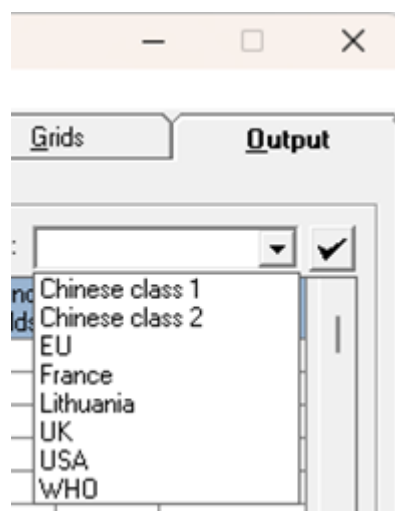 Grids
Output
:
Chinese class 1
Chinese class 2
EU
France
Lithuania
UK
USA
WHO